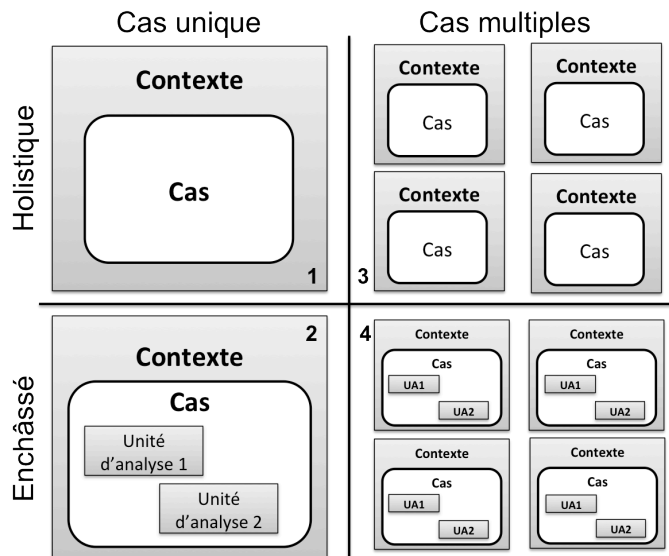 Cas unique
Cas multiples
Holistique
Contexte
Cas
1
3
Contexte
Cas
Contexte
Cas
Contexte
Cas
Contexte
Cas
Enchâssé
2
Contexte
Cas
Unité
d'analyse 1
Unité
d'analyse 2
4
Contexte
Cas
UA1
UA2
Contexte
Cas
UA1
UA2
Contexte
Cas
UA1
UA2
Contexte
Cas
UA1
UA2